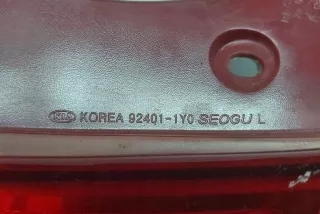 KIA KOREA 92401-1Y0 SEOGU L